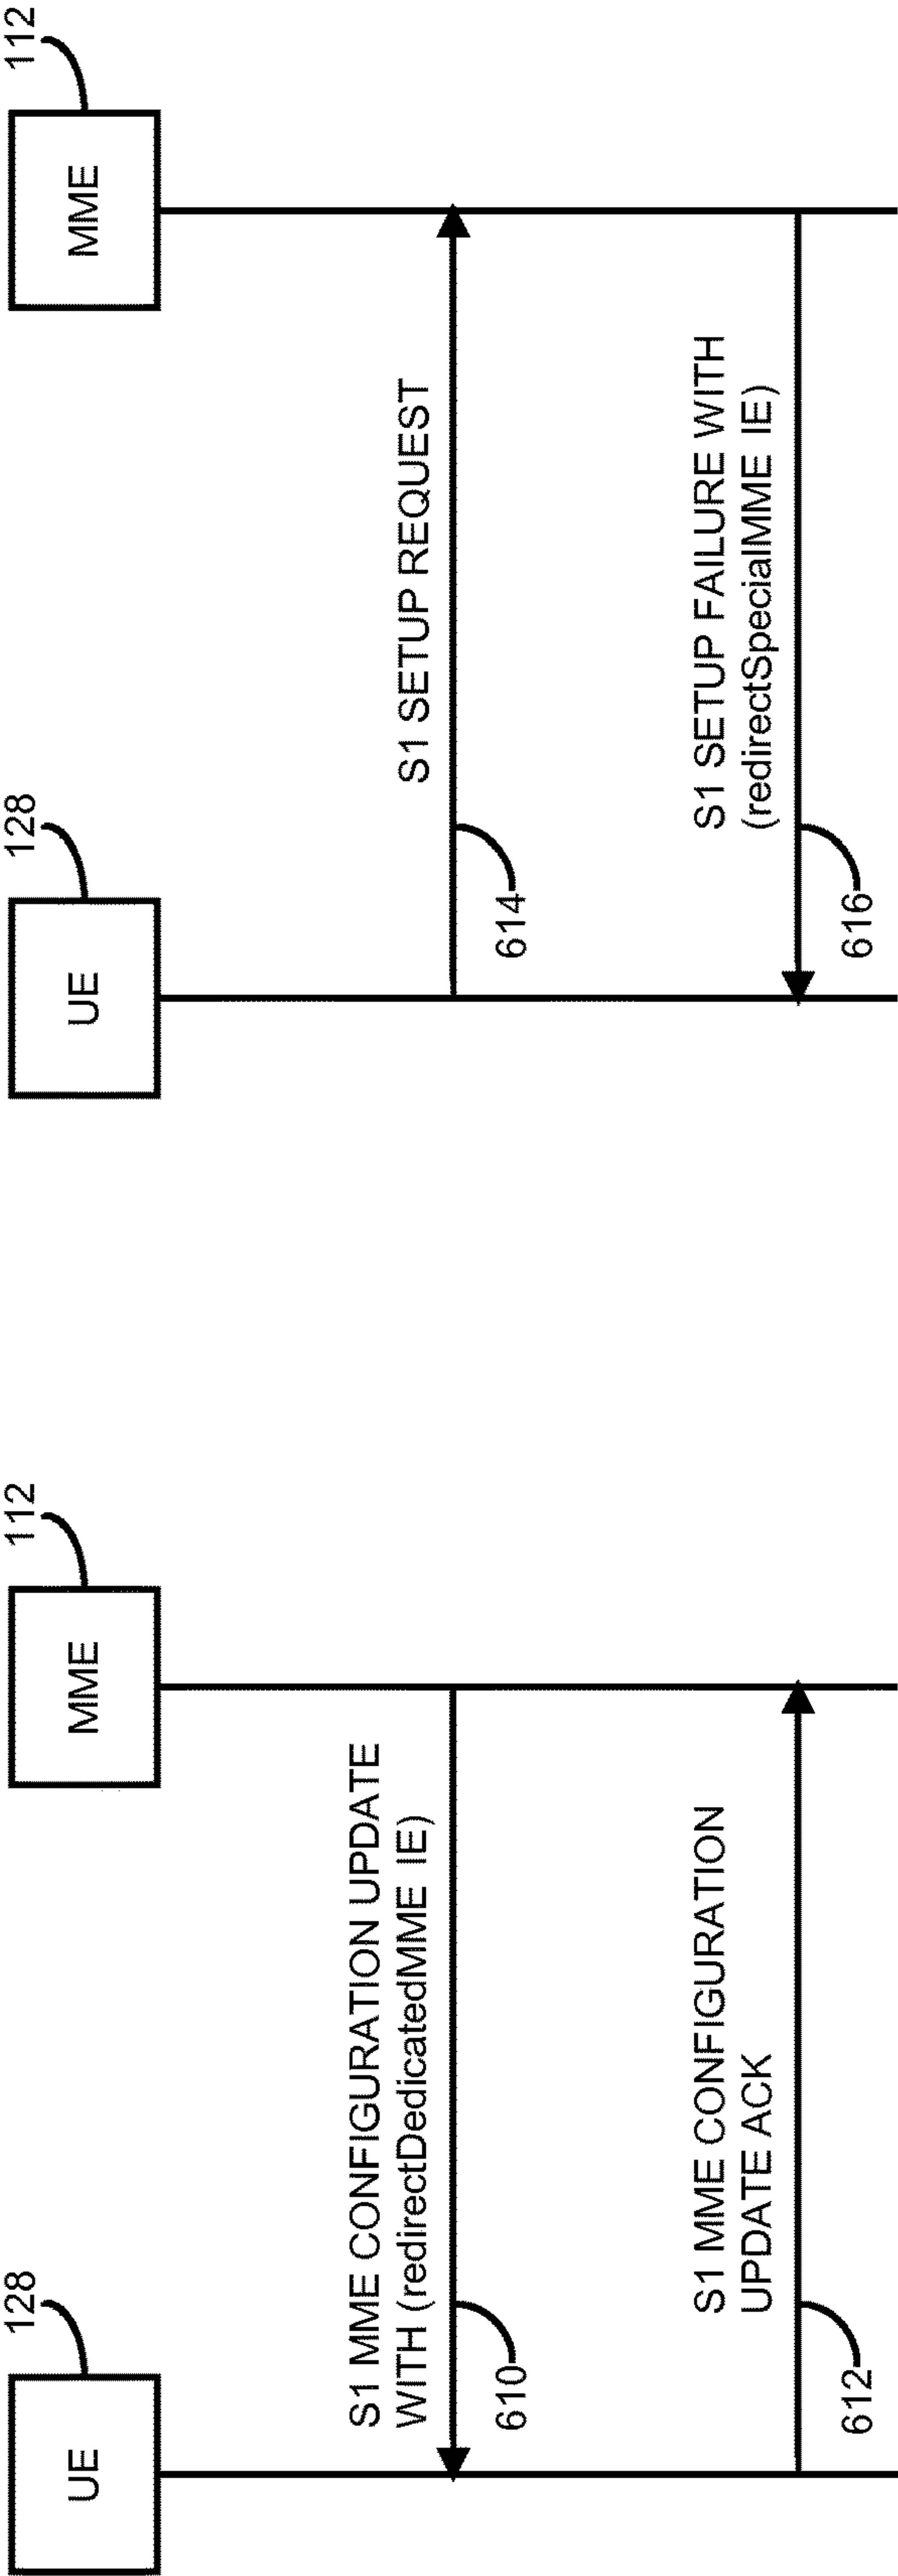 128
112
UE
MME
S1 MME CONFIGURATION UPDATE
WITH (redirectDedicatedMME IE)
610
S1 MME CONFIGURATION
UPDATE ACK
612
128
112
UE
MME
S1 SETUP REQUEST
614
S1 SETUP FAILURE WITH
(redirectSpecialMME IE)
616